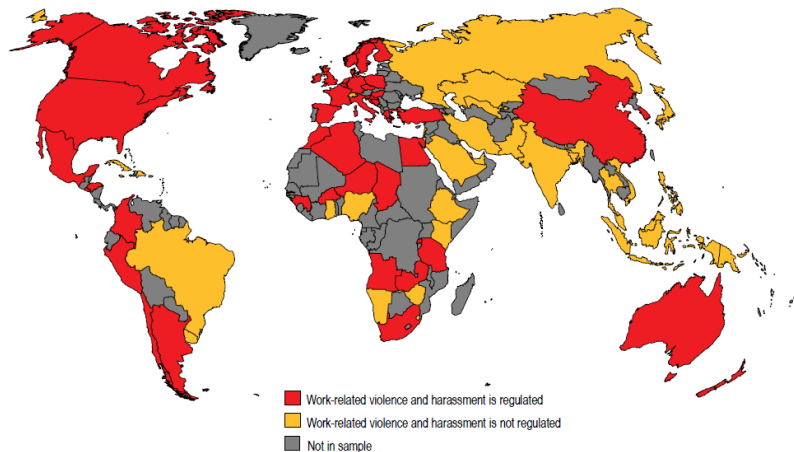 Work-related violence and harassment is regulated
Work-related violence and harassment is not regulated
Not in sample